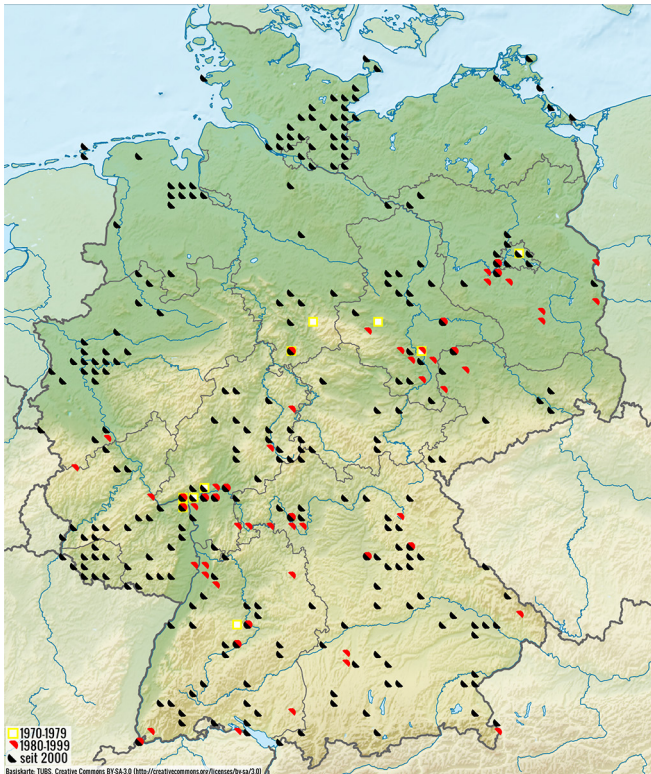 1970-1979
1980-1999
seit 2000
Basiskarte: TUBS, Creative Commons BY-SA-3.0 (http://creativecommons.org/licenses/by-sa/3.0)